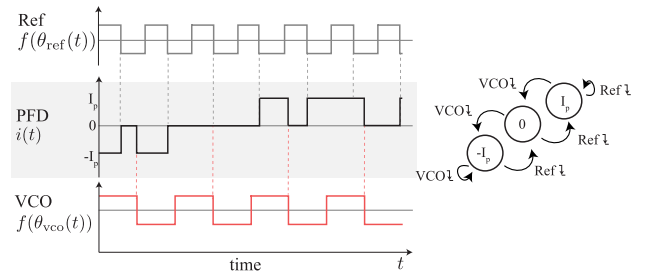 Ref
f(θref(t))
PFD
i(t)
Iₚ
0
-Iₚ
VCO
f(θvco(t))
time
t
VCO↴
Iₚ
Ref↴
VCO↴
0
Ref↴
-Iₚ
VCO↴
Ref↴